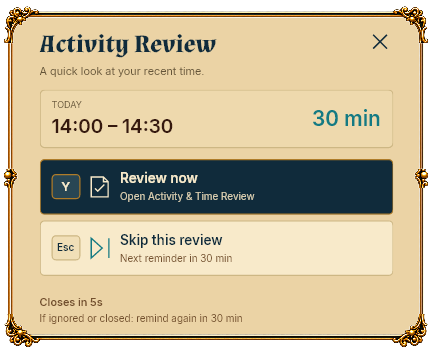 Activity Review
A quick look at your recent time.
TODAY
14:00 – 14:30
30 min
Y
Review now
Open Activity & Time Review
Esc
Skip this review
Next reminder in 30 min
Closes in 5s
If ignored or closed: remind again in 30 min